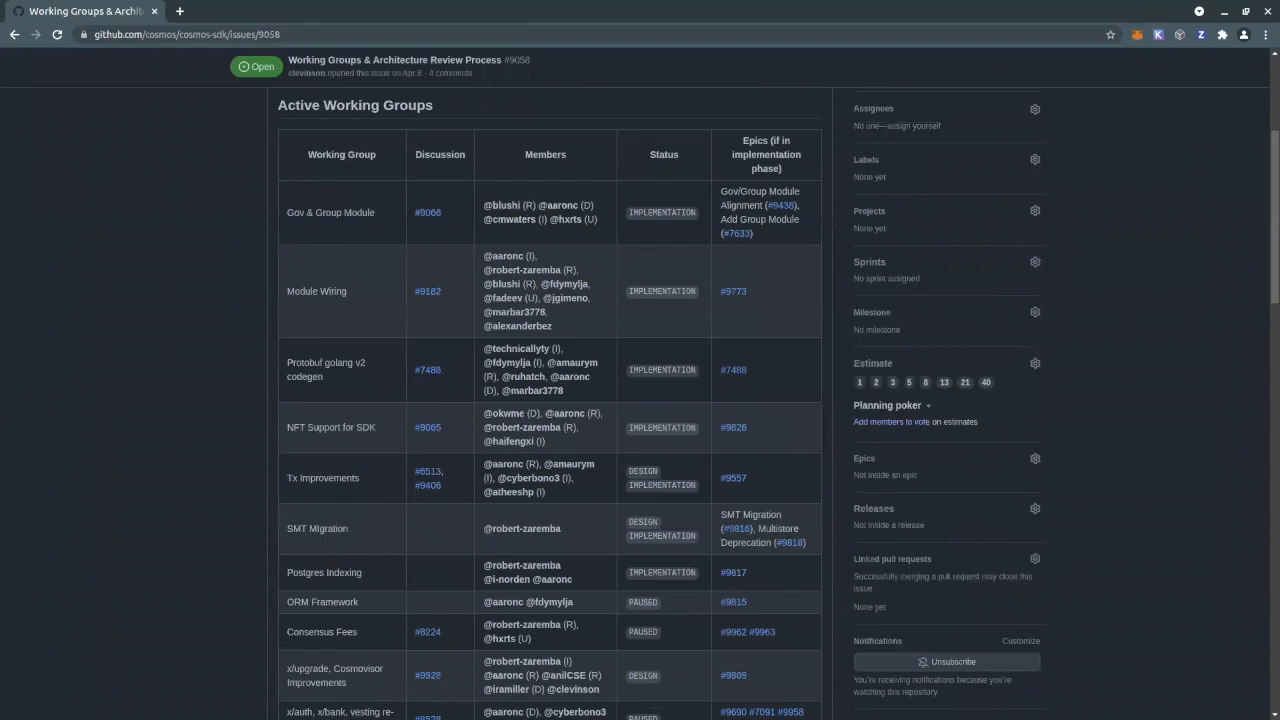 Working Groups & Archit
github.com/cosmos/cosmos-sdk/issues/9058
Open
Working Groups & Architecture Review Process #9058
clevinson opened this issue on Apr 6 · 4 comments
Active Working Groups
Working Group Discussion Members Status Epics (if in
implementation
phase)
Gov & Group Module #9066 @blushi (R) @aaronc (D)
@cmwaters (I) @hxrts (U) IMPLEMENTATION Gov/Group Module
Alignment (#9438),
Add Group Module
(#7633)
Module Wiring #9182 @aaronc (I),
@robert-zaremba (R),
@blushi (R), @fdymylja,
@fadeev (U), @jgimeno,
@marbar3778,
@alexanderbez
IMPLEMENTATION #9773
Protobuf golang v2
codegen
#7488 @technicallyty (I),
@fdymylja (I), @amaurym
(R), @ruhatch, @aaronc
(D), @marbar3778
IMPLEMENTATION #7488
NFT Support for SDK #9065 @okwme (D), @aaronc (R),
@robert-zaremba (R),
@haifengxi (I)
IMPLEMENTATION #9826
Tx Improvements #6513,
#9406
@aaronc (R), @amaurym
(I), @cyberbono3 (I),
@atheeshp (I)
DESIGN
IMPLEMENTATION #9557
SMT MIgration @robert-zaremba DESIGN
IMPLEMENTATION
SMT Migration
(#9816), Multistore
Deprecation (#9818)
Postgres Indexing @robert-zaremba
@i-norden @aaronc
IMPLEMENTATION #9817
ORM Framework @aaronc @fdymylja PAUSED #9815
Consensus Fees #8224 @robert-zaremba (R),
@hxrts (U)
PAUSED #9962 #9963
x/upgrade, Cosmovisor
Improvements
#9928 @robert-zaremba (I)
@aaronc (R) @anilCSE (R)
@iramiller (D) @clevinson
DESIGN #9809
x/auth, x/bank, vesting re- @aaronc (D), @cyberbono3 PAUSED #9690 #7091 #9958
Assignees
No one—assign yourself
Labels
None yet
Projects
None yet
Sprints
No sprint assigned
Milestone
No milestone
Estimate
1 2 3 5 8 13 21 40
Planning poker +
Add members to vote on estimates
Epics
Not inside an epic
Releases
Not inside a release
Linked pull requests
Successfully merging a pull request may close this
issue.
None yet
Notifications Customize
Unsubscribe
You're receiving notifications because you're
watching this repository.